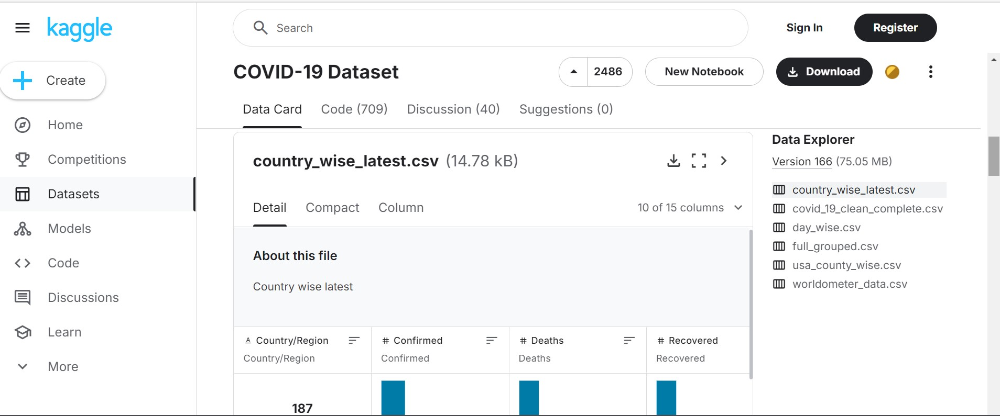 kaggle
Search
Sign In
Register
Create
Home
Competitions
Datasets
Models
Code
Discussions
Learn
More
COVID-19 Dataset
2486
New Notebook
Download
Data Card
Code (709)
Discussion (40)
Suggestions (0)
country_wise_latest.csv (14.78 kB)
Detail
Compact
Column
10 of 15 columns
About this file
Country wise latest
A Country/Region
# Confirmed
# Deaths
# Recovered
Country/Region
Confirmed
Deaths
Recovered
187
Data Explorer
Version 166 (75.05 MB)
country_wise_latest.csv
covid_19_clean_complete.csv
day_wise.csv
full_grouped.csv
usa_county_wise.csv
worldometer_data.csv